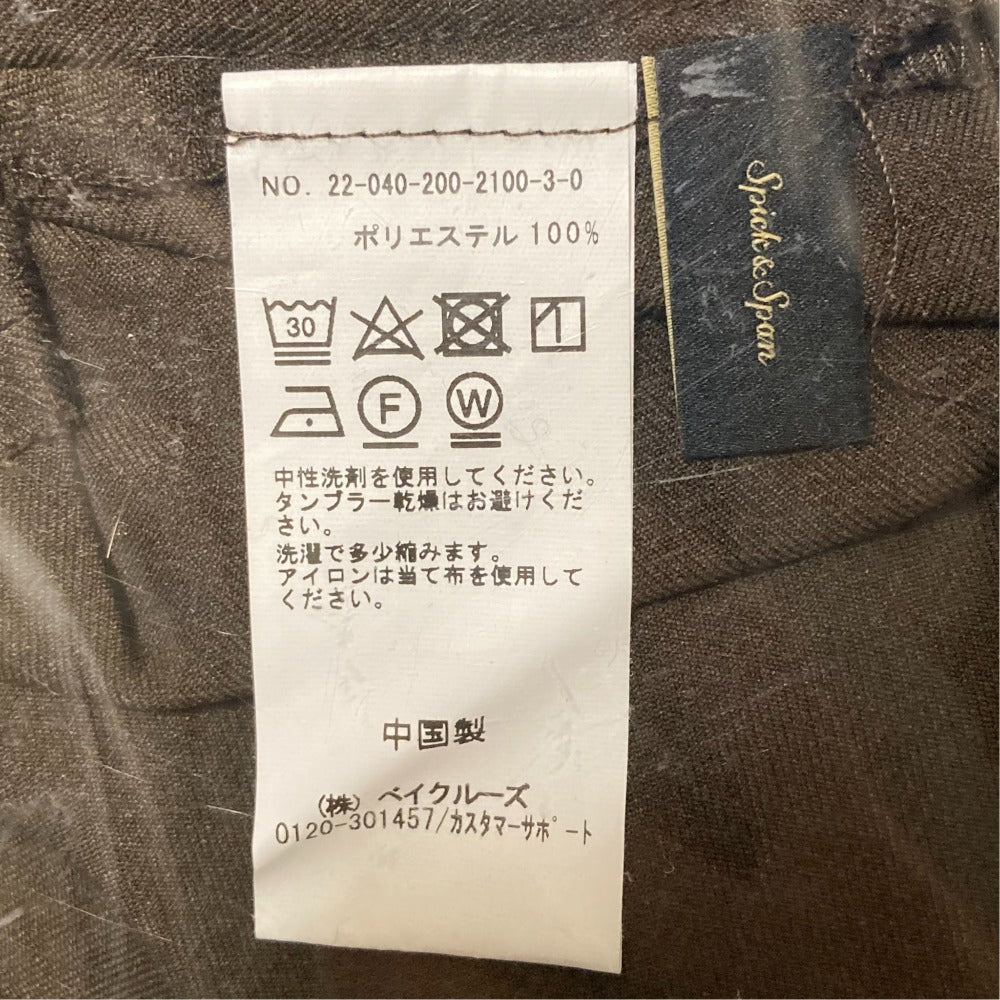 NO. 22-040-200-2100-3-0
ポリエステル 100%
30
F
W
中性洗剤を使用してください。
タンブラー乾燥はお避けくだ
さい。
洗濯で多少縮みます。
アイロンは当て布を使用して
ください。
中国製
(株) ベイクルーズ
0120-301457/カスタマーサポート
Spick&Span